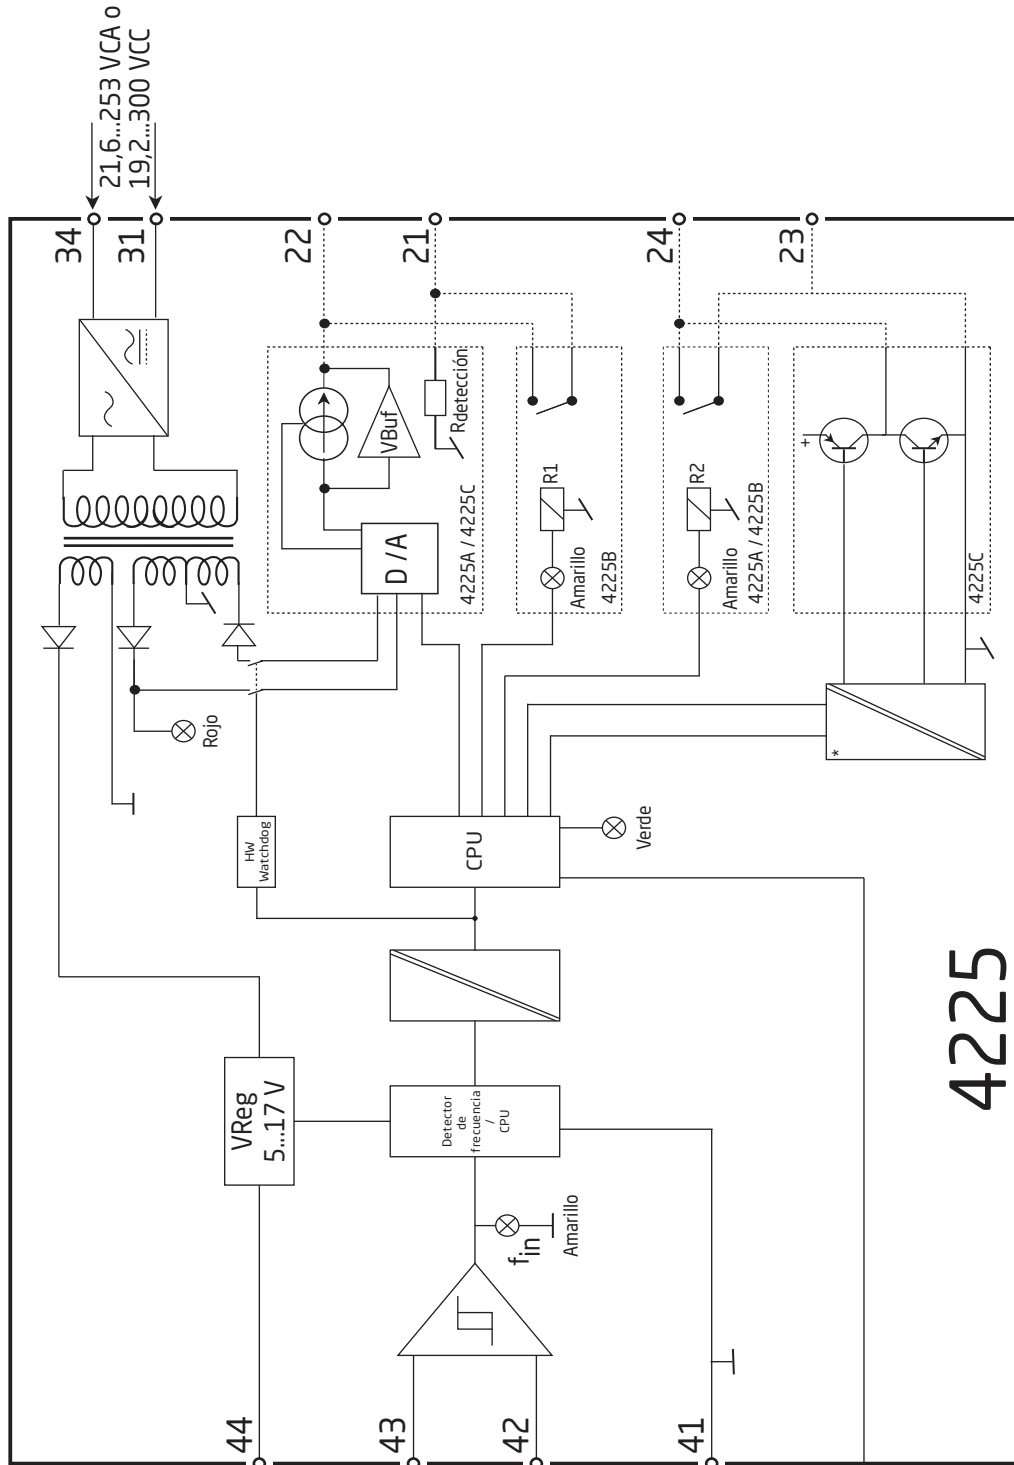 21,6...253 VCA o
19,2...300 VCC
34
31
22
21
24
23
VBuf
Rdetección
D / A
4225A / 4225C
R1
Amarillo
4225B
R2
Amarillo
4225A / 4225B
+
4225C
*
Rojo
HW
Watchdog
CPU
Verde
VReg
5...17 V
Detector
de
frecuencia
/
CPU
fin
Amarillo
44
43
42
41
4225